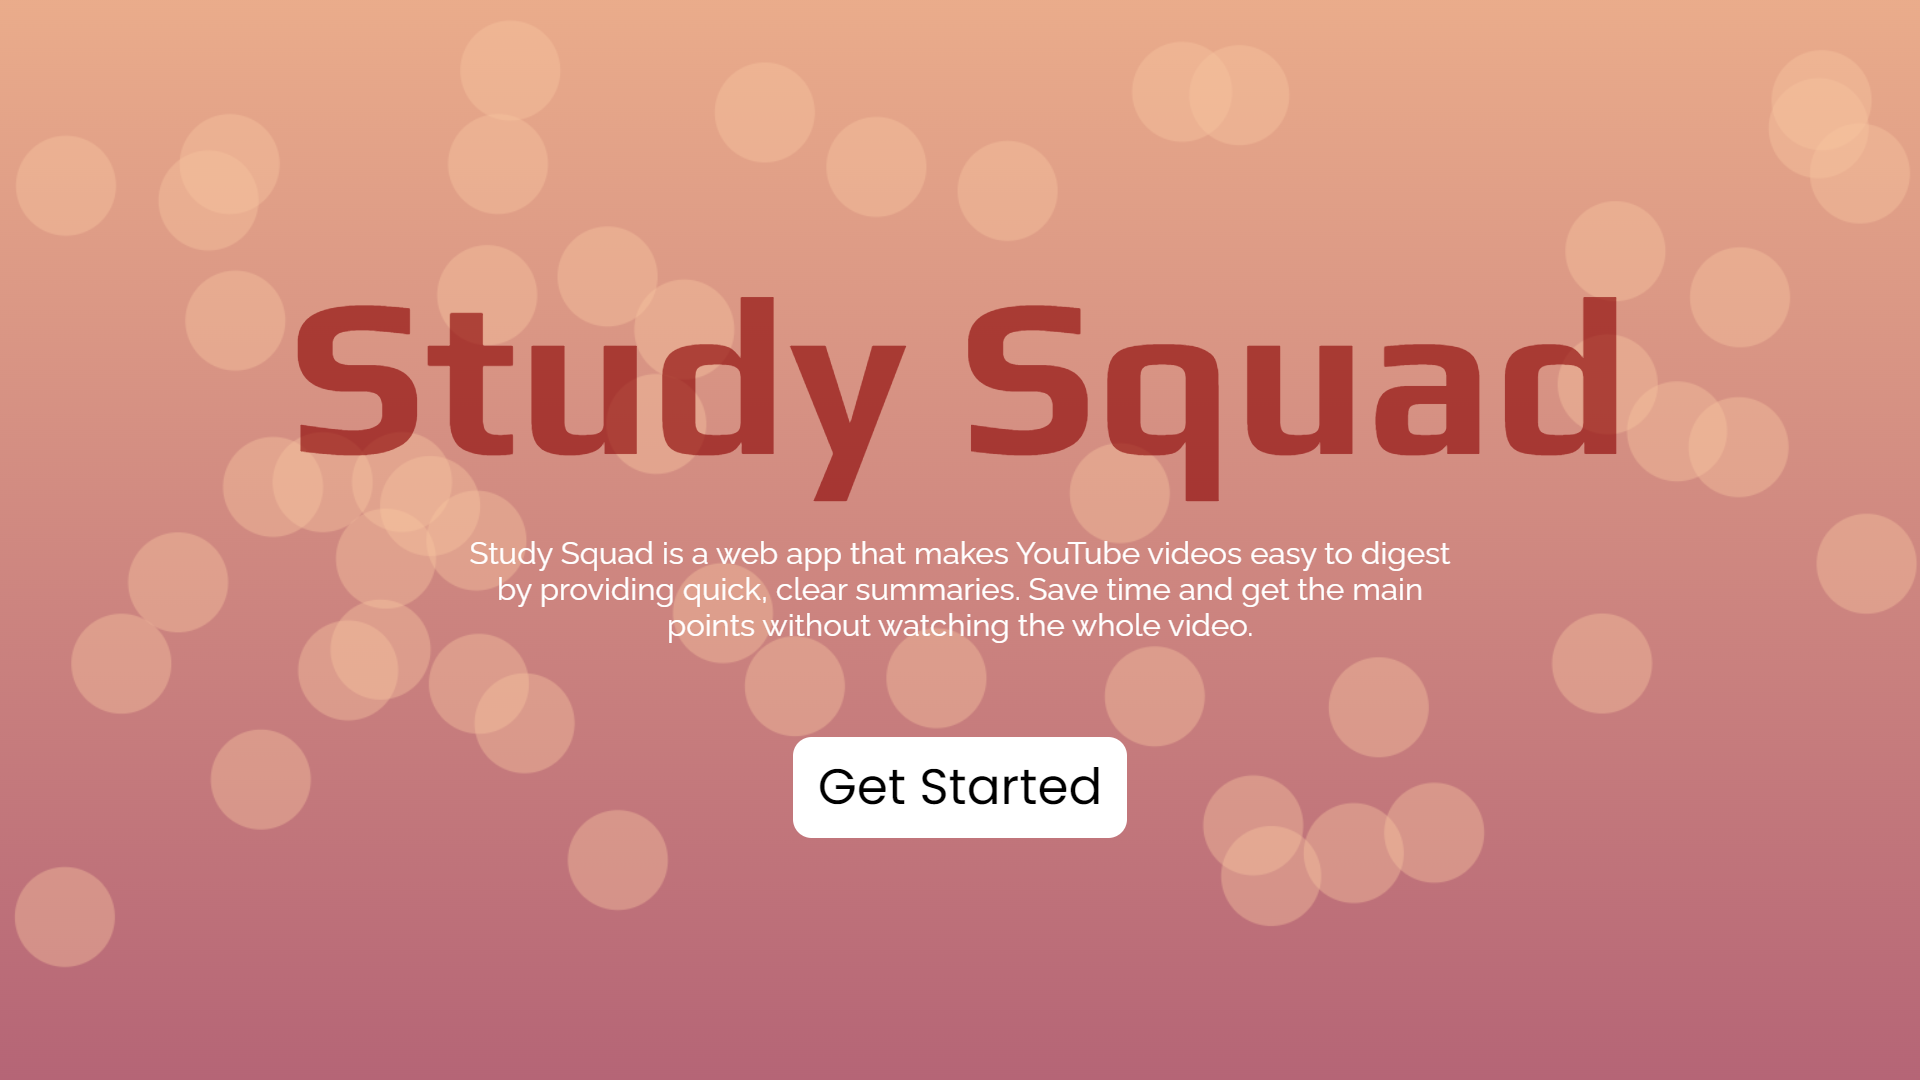 Study Squad
Study Squad is a web app that makes YouTube videos easy to digest
by providing quick, clear summaries. Save time and get the main
points without watching the whole video.
Get Started